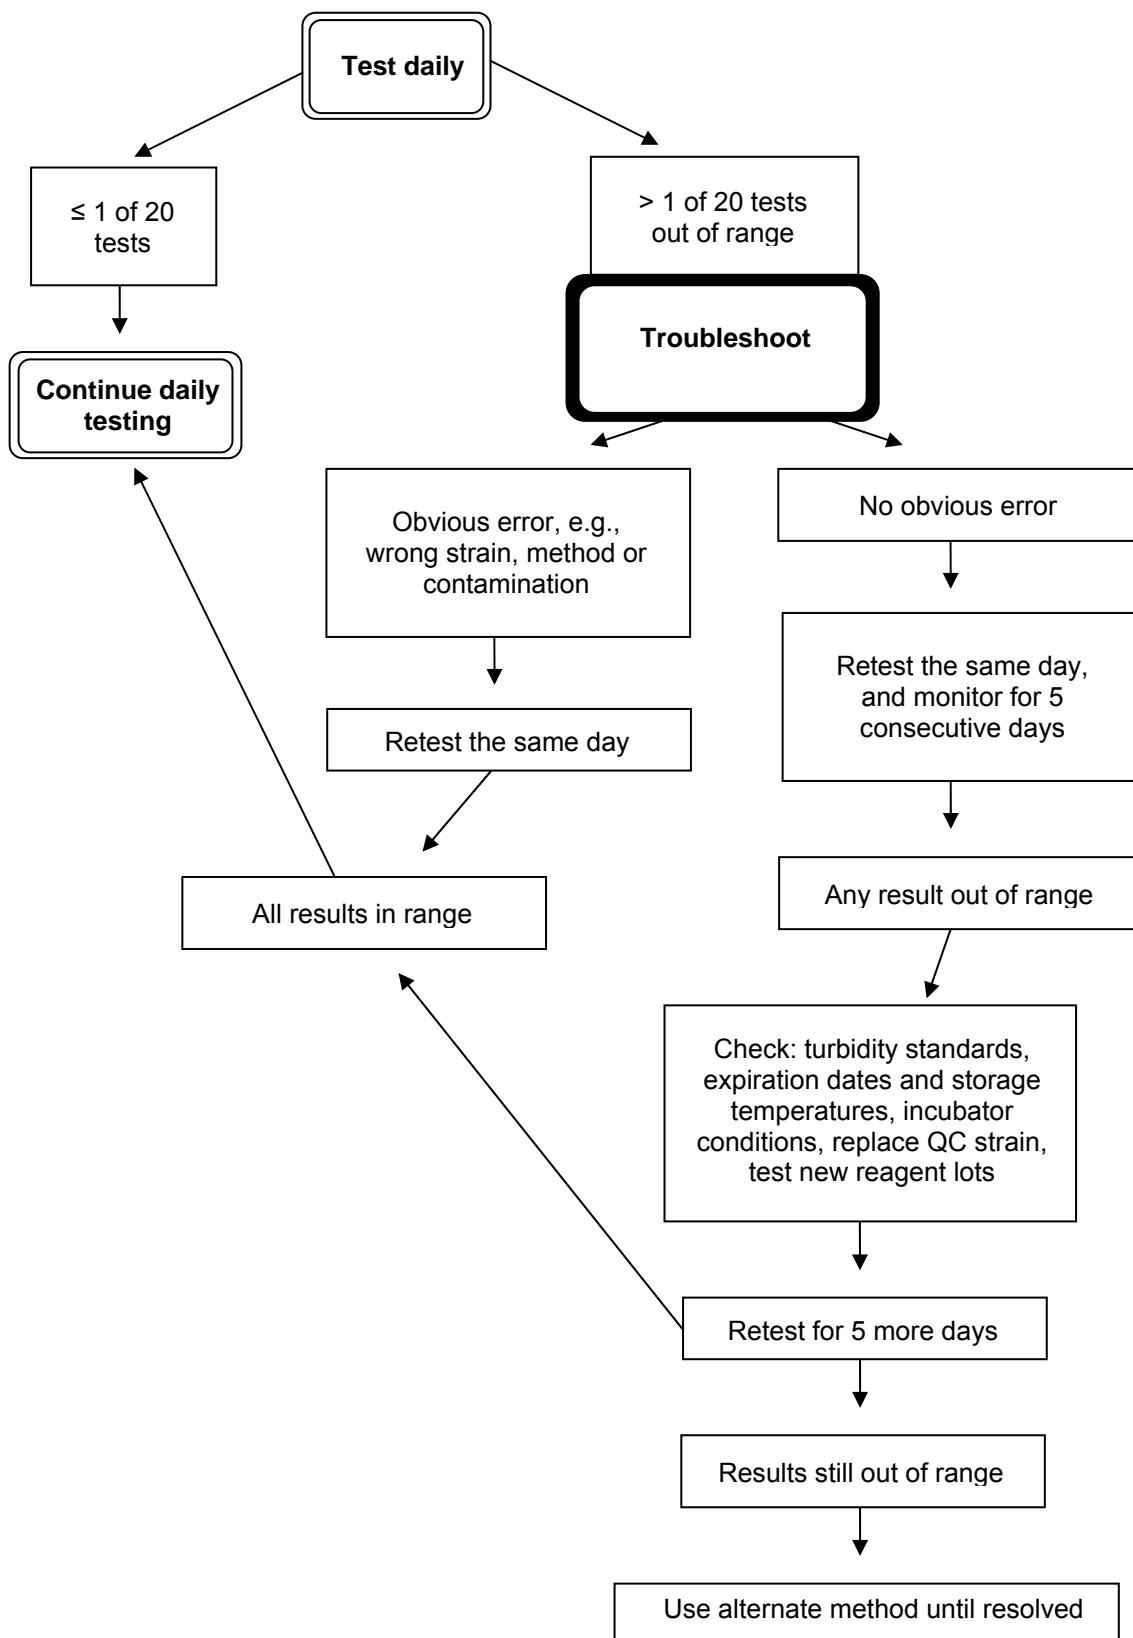 Test daily
≤ 1 of 20
tests
> 1 of 20 tests
out of range
Troubleshoot
Continue daily
testing
Obvious error, e.g.,
wrong strain, method or
contamination
No obvious error
Retest the same day
Retest the same day,
and monitor for 5
consecutive days
All results in range
Any result out of range
Check: turbidity standards,
expiration dates and storage
temperatures, incubator
conditions, replace QC strain,
test new reagent lots
Retest for 5 more days
Results still out of range
Use alternate method until resolved